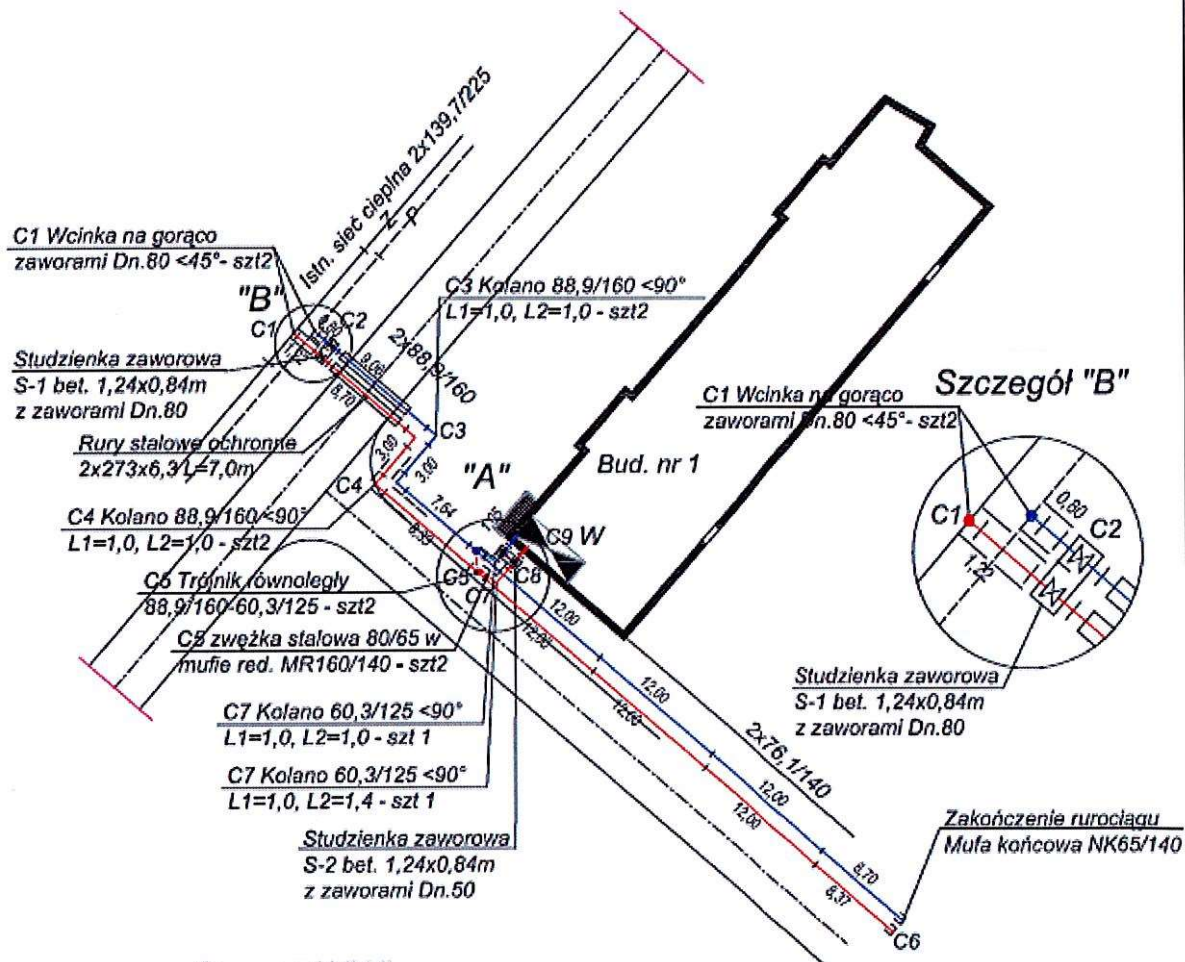 Istn. sieć cieplna 2x139,7/225
Z
P
C1 Wcinka na gorąco
zaworami Dn.80 <45°- szt2
"B"
C1
C2
0,80
1,22
9,06
8,70
2x88,9/160
C3 Kolano 88,9/160 <90°
L1=1,0, L2=1,0 - szt2
Studzienka zaworowa
S-1 bet. 1,24x0,84m
z zaworami Dn.80
C3
Rury stalowe ochronne
2x273x6,3 L=7,0m
3,00
3,00
C4
"A"
Bud. nr 1
7,64
C4 Kolano 88,9/160 <90°
L1=1,0, L2=1,0 - szt2
C9 W
C8
C5
C5 Trójnik równoległy
88,9/160-60,3/125 - szt2
C5 zwężka stalowa 80/65 w
mufie red. MR160/140 - szt2
12,00
12,00
C7 Kolano 60,3/125 <90°
L1=1,0, L2=1,0 - szt 1
12,00
12,00
2x76,1/140
C7 Kolano 60,3/125 <90°
L1=1,0, L2=1,4 - szt 1
12,00
12,00
Studzienka zaworowa
S-2 bet. 1,24x0,84m
z zaworami Dn.50
8,70
8,37
Zakończenie rurociągu
Mufa końcowa NK65/140
C6
Szczegół "B"
C1 Wcinka na gorąco
zaworami Dn.80 <45°- szt2
C1
0,80
C2
1,22
Studzienka zaworowa
S-1 bet. 1,24x0,84m
z zaworami Dn.80